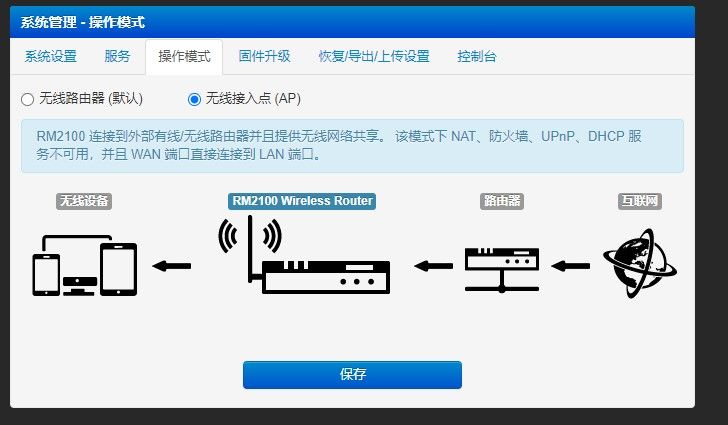 系统管理 - 操作模式
系统设置 服务 操作模式 固件升级 恢复/导出/上传设置 控制台
无线路由器 (默认) 无线接入点 (AP)
RM2100 连接到外部有线/无线路由器并且提供无线网络共享。 该模式下 NAT、防火墙、UPnP、DHCP 服
务不可用，并且 WAN 端口直接连接到 LAN 端口。
无线设备 RM2100 Wireless Router 路由器 互联网
保存